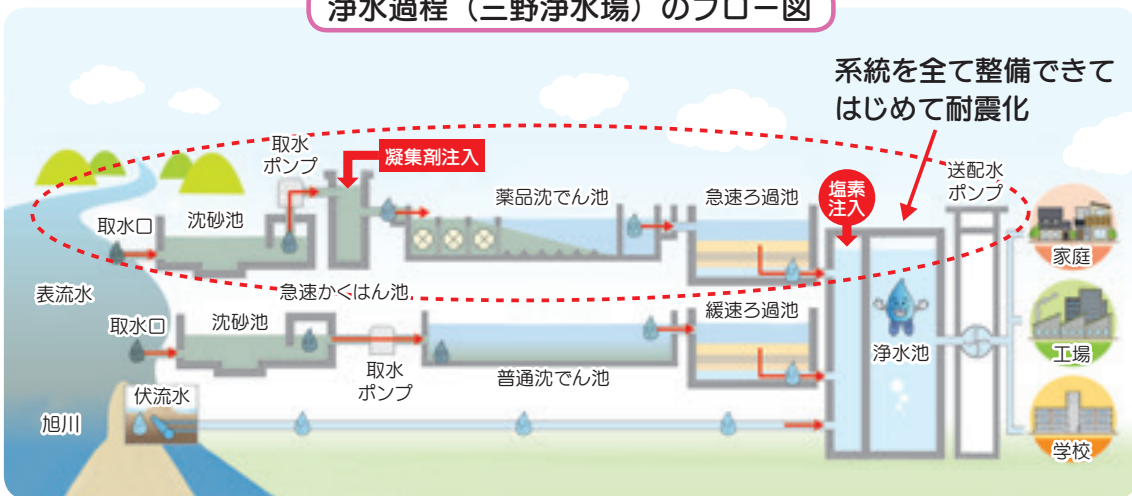 浄水過程（三野浄水場）のフロー図
系統を全て整備できて
はじめて耐震化
取水
ポンプ
凝集剤注入
取水口
沈砂池
薬品沈でん池
急速ろ過池
塩素
注入
送配水
ポンプ
家庭
急速かくはん池
表流水
取水口
沈砂池
取水
ポンプ
普通沈でん池
緩速ろ過池
浄水池
工場
伏流水
旭川
学校